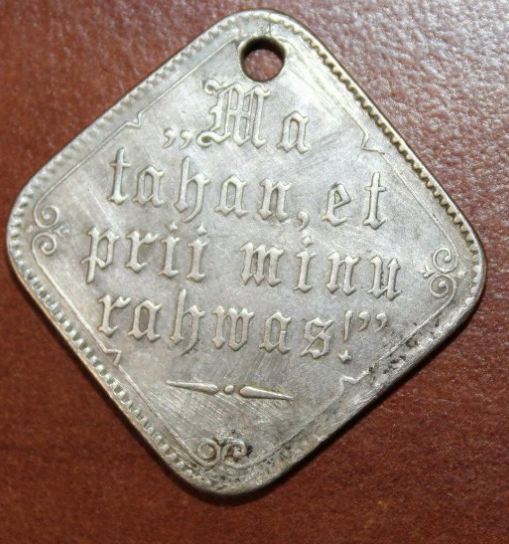 „Ma
tahan, et
prii minu
rahwas!”